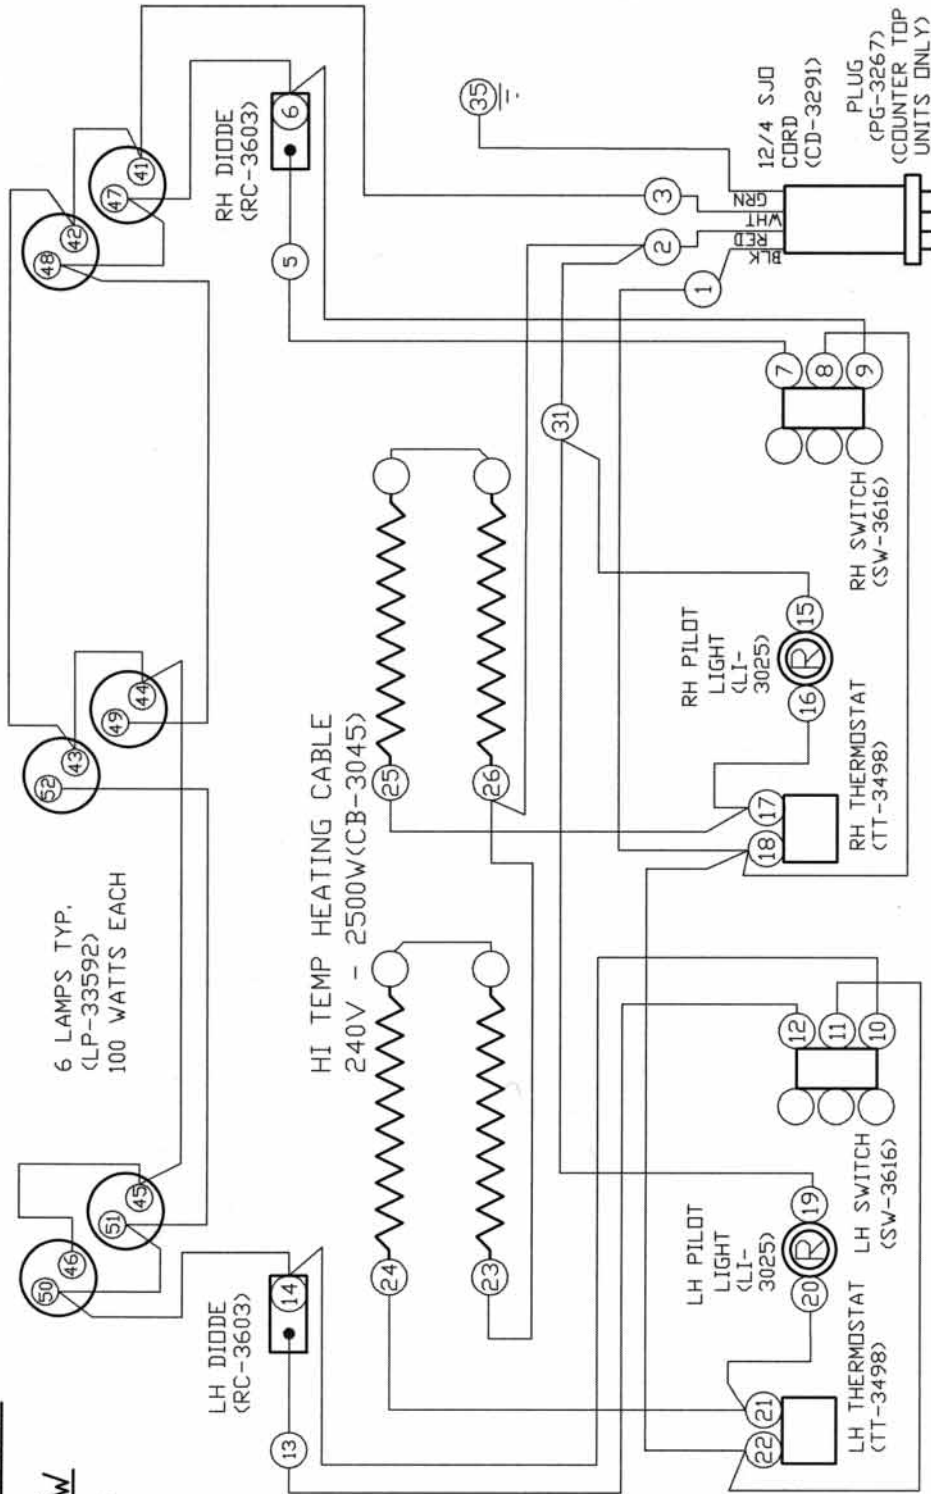 6 LAMPS TYP.
(LP-33592)
100 WATTS EACH
50
46
51
45
52
43
49
44
48
42
47
41
LH DIODE
(RC-3603)
13
14
RH DIODE
(RC-3603)
5
6
HI TEMP HEATING CABLE
240V - 2500W(CB-3045)
24
23
25
26
31
35
1
2
3
BLK
RED
WHT
GRN
12/4 SJO
CORD
(CD-3291)
PLUG
(PG-3267)
(COUNTER TOP
UNITS ONLY)
LH PILOT
LIGHT
(LI-
3025)
20
R
19
22
21
LH THERMOSTAT
(TT-3498)
12
11
10
LH SWITCH
(SW-3616)
RH PILOT
LIGHT
(LI-
3025)
16
R
15
18
17
RH THERMOSTAT
(TT-3498)
7
8
9
RH SWITCH
(SW-3616)